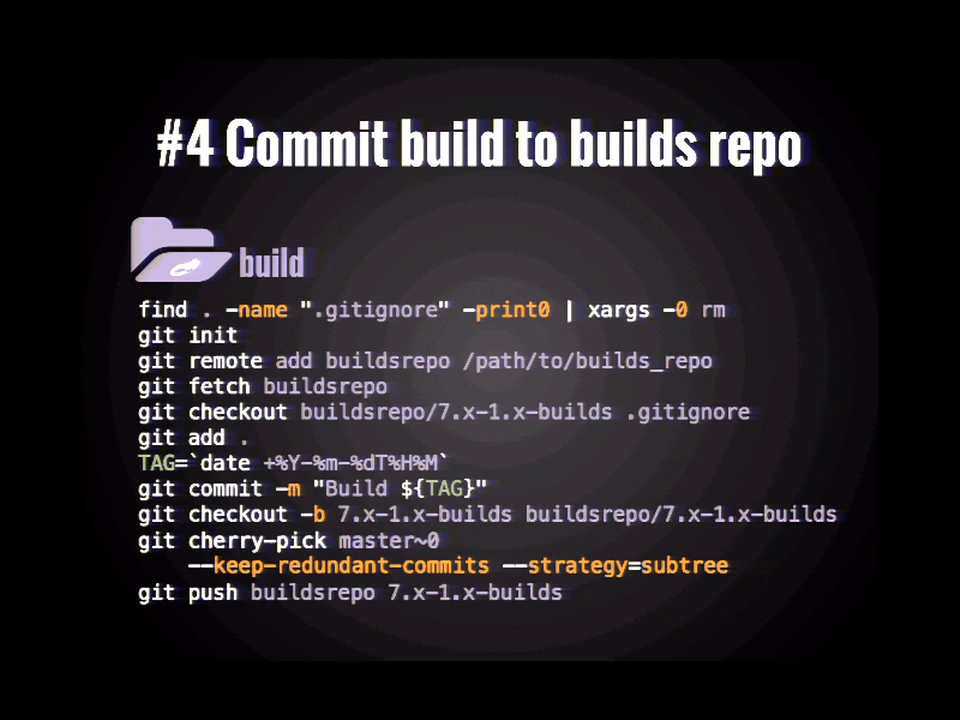 #4 Commit build to builds repo
build
find . -name ".gitignore" -print0 | xargs -0 rm
git init
git remote add buildsrepo /path/to/builds_repo
git fetch buildsrepo
git checkout buildsrepo/7.x-1.x-builds .gitignore
git add .
TAG=`date +%Y-%m-%dT%H%M`
git commit -m "Build ${TAG}"
git checkout -b 7.x-1.x-builds buildsrepo/7.x-1.x-builds
git cherry-pick master~0
--keep-redundant-commits --strategy=subtree
git push buildsrepo 7.x-1.x-builds